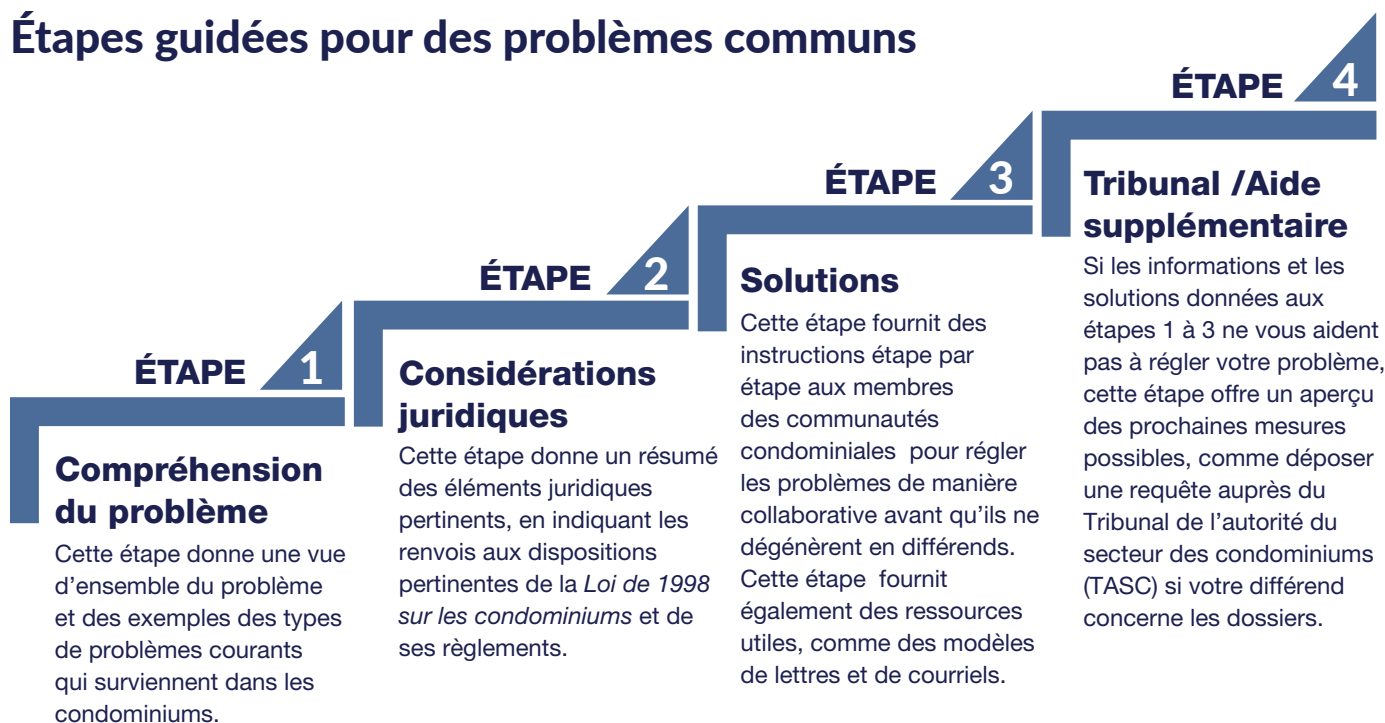 Étapes guidées pour des problèmes communs
ÉTAPE 1
Compréhension
du problème
Cette étape donne une vue
d'ensemble du problème
et des exemples des types
de problèmes courants
qui surviennent dans les
condominiums.
ÉTAPE 2
Considérations
juridiques
Cette étape donne un résumé
des éléments juridiques
pertinents, en indiquant les
renvois aux dispositions
pertinentes de la Loi de 1998
sur les condominiums et de
ses règlements.
ÉTAPE 3
Solutions
Cette étape fournit des
instructions étape par
étape aux membres
des communautés
condominiales pour régler
les problèmes de manière
collaborative avant qu'ils ne
dégénèrent en différends.
Cette étape fournit
également des ressources
utiles, comme des modèles
de lettres et de courriels.
ÉTAPE 4
Tribunal /Aide
supplémentaire
Si les informations et les
solutions données aux
étapes 1 à 3 ne vous aident
pas à régler votre problème,
cette étape offre un aperçu
des prochaines mesures
possibles, comme déposer
une requête auprès du
Tribunal de l'autorité du
secteur des condominiums
(TASC) si votre différend
concerne les dossiers.